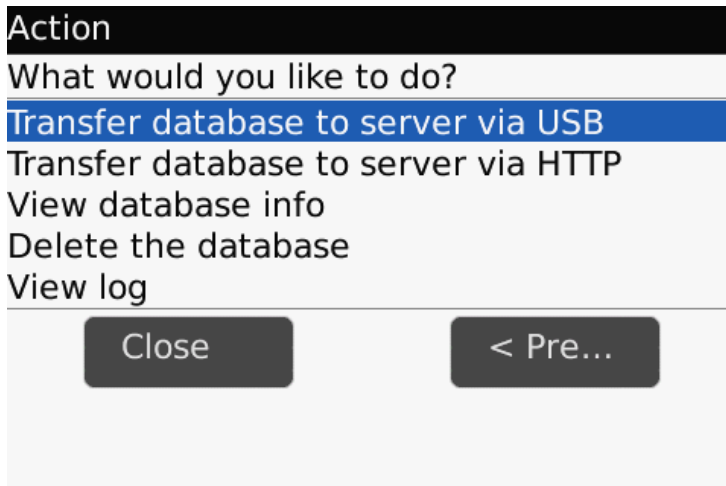 Action
What would you like to do?
Transfer database to server via USB
Transfer database to server via HTTP
View database info
Delete the database
View log
Close
< Pre...